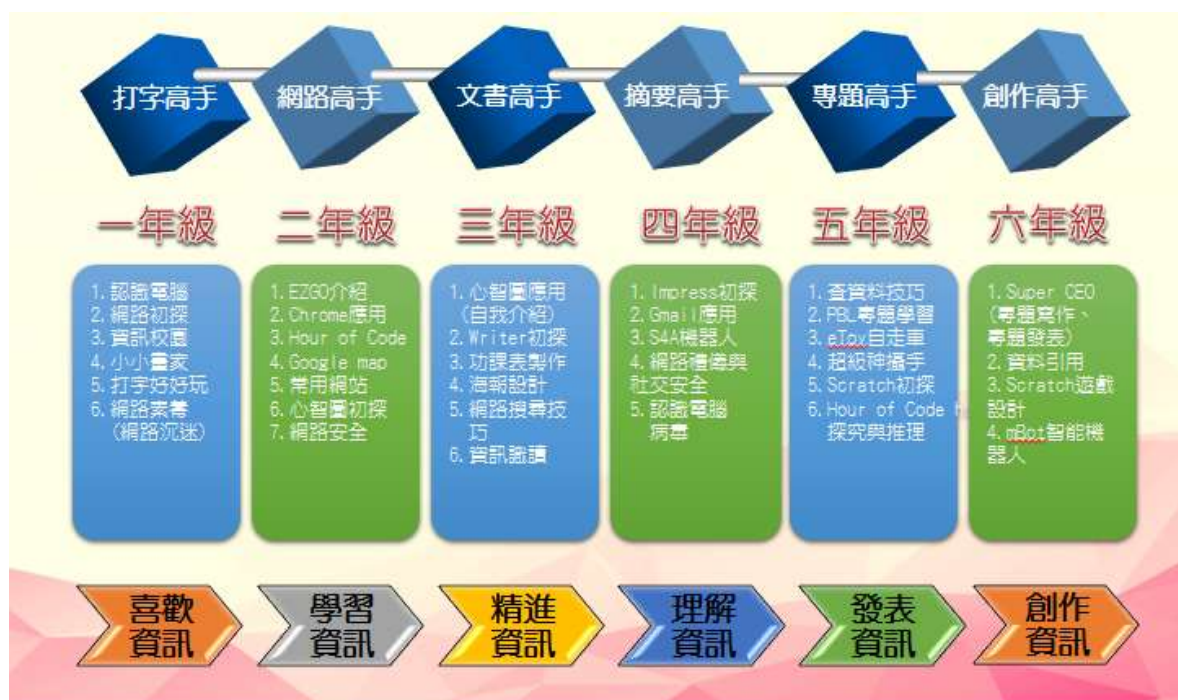 打字高手
網路高手
文書高手
摘要高手
專題高手
創作高手
一年級
二年級
三年級
四年級
五年級
六年級
1. 認識電腦
2. 網路初探
3. 資訊校園
4. 小小畫家
5. 打字好好玩
6. 網路素養
(網路沉迷)
1. EZGO介紹
2. Chrome應用
3. Hour of Code
4. Google map
5. 常用網站
6. 心智圖初探
7. 網路安全
1. 心智圖應用
(自我介紹)
2. Writer初探
3. 功課表製作
4. 海報設計
5. 網路搜尋技
巧
6. 資訊識讀
1. Impress初探
2. Gmail應用
3. S4A機器人
4. 網路禮儀與
社交安全
5. 認識電腦
病毒
1. 查資料技巧
2. PBL專題學習
3. eToy自走車
4. 超級神攝手
5. Scratch初探
6. Hour of Code
探究與推理
1. Super CEO
(專題寫作、
專題發表)
2. 資料引用
3. Scratch遊戲
設計
4. mBot智能機
器人
喜歡
資訊
學習
資訊
精進
資訊
理解
資訊
發表
資訊
創作
資訊